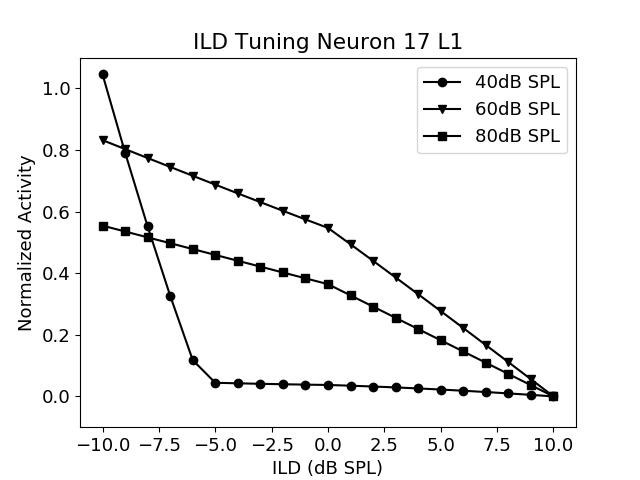 ILD Tuning Neuron 17 L1
40dB SPL
60dB SPL
80dB SPL
Normalized Activity
1.0
0.8
0.6
0.4
0.2
0.0
−10.0 −7.5 −5.0 −2.5 0.0 2.5 5.0 7.5 10.0
ILD (dB SPL)